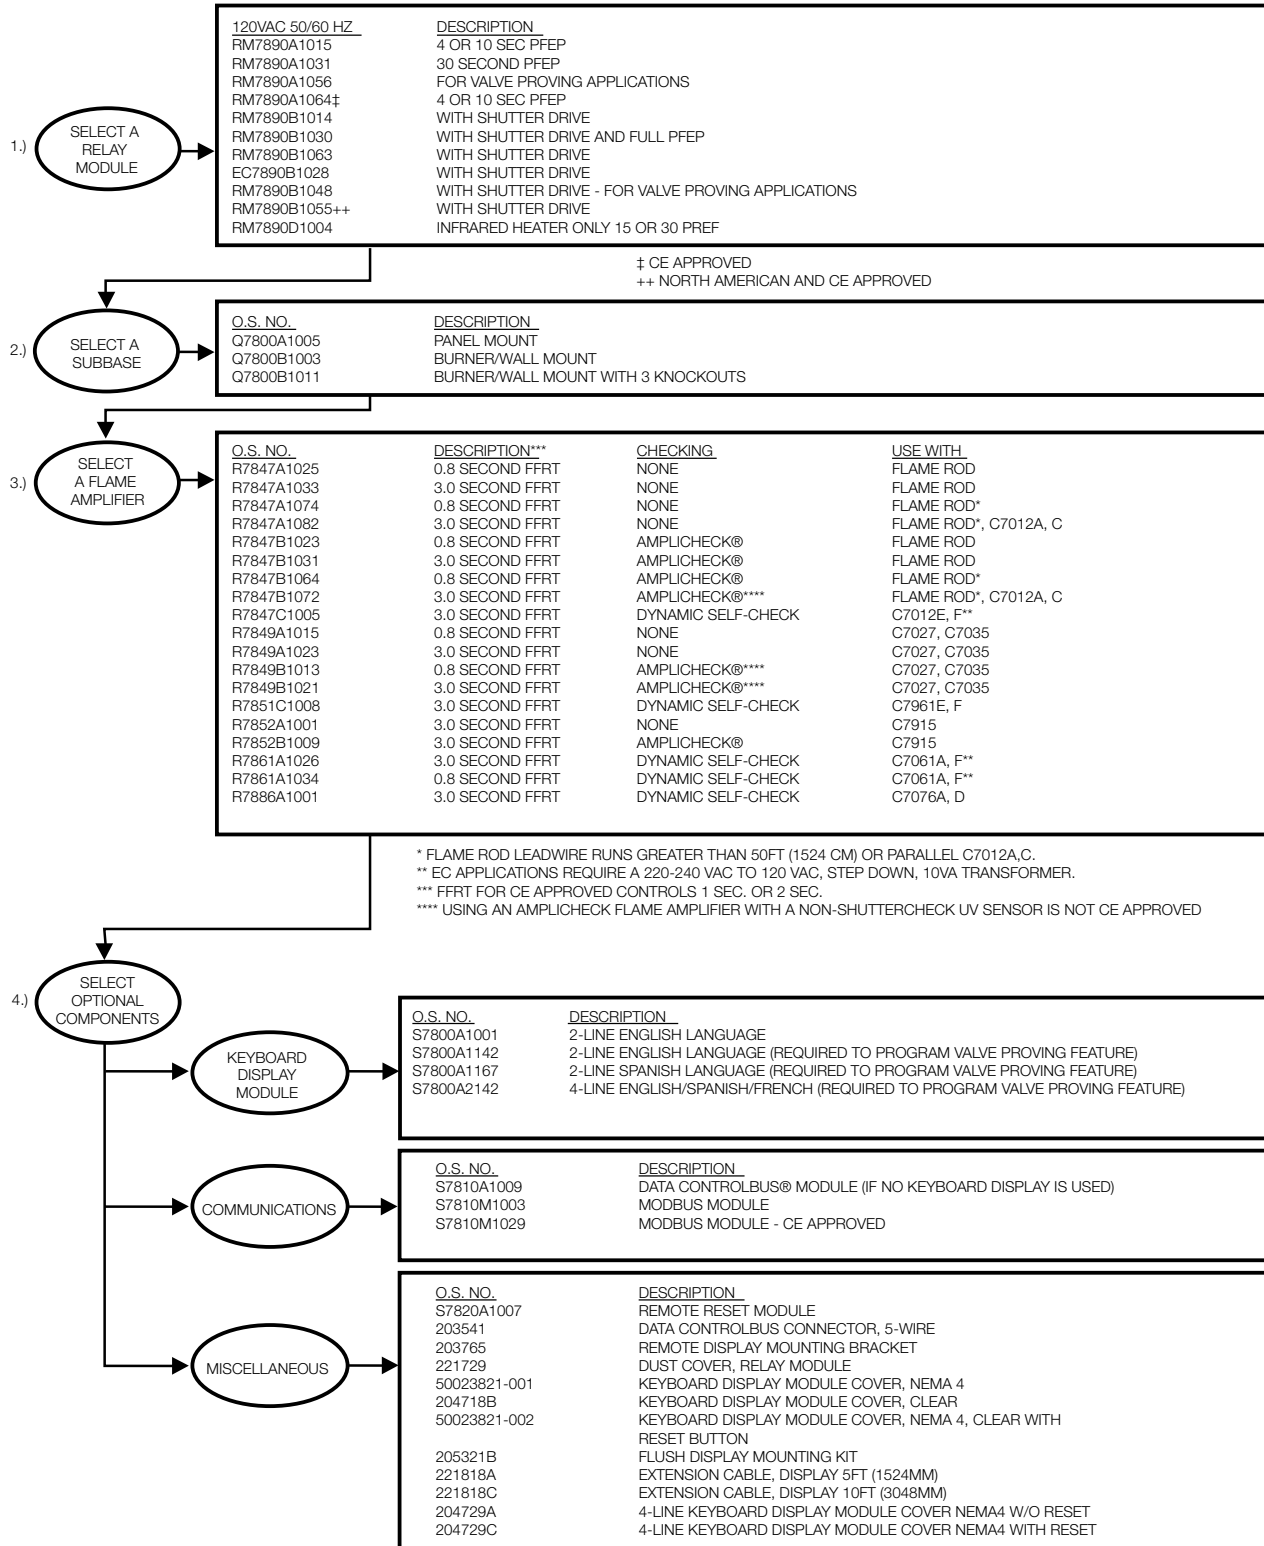 1.)
SELECT A
RELAY
MODULE
120VAC 50/60 HZ DESCRIPTION
RM7890A1015 4 OR 10 SEC PFEP
RM7890A1031 30 SECOND PFEP
RM7890A1056 FOR VALVE PROVING APPLICATIONS
RM7890A1064‡ 4 OR 10 SEC PFEP
RM7890B1014 WITH SHUTTER DRIVE
RM7890B1030 WITH SHUTTER DRIVE AND FULL PFEP
RM7890B1063 WITH SHUTTER DRIVE
EC7890B1028 WITH SHUTTER DRIVE
RM7890B1048 WITH SHUTTER DRIVE - FOR VALVE PROVING APPLICATIONS
RM7890B1055++ WITH SHUTTER DRIVE
RM7890D1004 INFRARED HEATER ONLY 15 OR 30 PREF
‡ CE APPROVED
++ NORTH AMERICAN AND CE APPROVED
2.)
SELECT A
SUBBASE
O.S. NO. DESCRIPTION
Q7800A1005 PANEL MOUNT
Q7800B1003 BURNER/WALL MOUNT
Q7800B1011 BURNER/WALL MOUNT WITH 3 KNOCKOUTS
3.)
SELECT
A FLAME
AMPLIFIER
O.S. NO. DESCRIPTION*** CHECKING USE WITH
R7847A1025 0.8 SECOND FFRT NONE FLAME ROD
R7847A1033 3.0 SECOND FFRT NONE FLAME ROD
R7847A1074 0.8 SECOND FFRT NONE FLAME ROD*
R7847A1082 3.0 SECOND FFRT NONE FLAME ROD*, C7012A, C
R7847B1023 0.8 SECOND FFRT AMPLICHECK® FLAME ROD
R7847B1031 3.0 SECOND FFRT AMPLICHECK® FLAME ROD
R7847B1064 0.8 SECOND FFRT AMPLICHECK® FLAME ROD*
R7847B1072 3.0 SECOND FFRT AMPLICHECK®**** FLAME ROD*, C7012A, C
R7847C1005 3.0 SECOND FFRT DYNAMIC SELF-CHECK C7012E, F**
R7849A1015 0.8 SECOND FFRT NONE C7027, C7035
R7849A1023 3.0 SECOND FFRT NONE C7027, C7035
R7849B1013 0.8 SECOND FFRT AMPLICHECK®**** C7027, C7035
R7849B1021 3.0 SECOND FFRT AMPLICHECK®**** C7027, C7035
R7851C1008 3.0 SECOND FFRT DYNAMIC SELF-CHECK C7961E, F
R7852A1001 3.0 SECOND FFRT NONE C7915
R7852B1009 3.0 SECOND FFRT AMPLICHECK® C7915
R7861A1026 3.0 SECOND FFRT DYNAMIC SELF-CHECK C7061A, F**
R7861A1034 0.8 SECOND FFRT DYNAMIC SELF-CHECK C7061A, F**
R7886A1001 3.0 SECOND FFRT DYNAMIC SELF-CHECK C7076A, D
* FLAME ROD LEADWIRE RUNS GREATER THAN 50FT (1524 CM) OR PARALLEL C7012A,C.
** EC APPLICATIONS REQUIRE A 220-240 VAC TO 120 VAC, STEP DOWN, 10VA TRANSFORMER.
*** FFRT FOR CE APPROVED CONTROLS 1 SEC. OR 2 SEC.
**** USING AN AMPLICHECK FLAME AMPLIFIER WITH A NON-SHUTTERCHECK UV SENSOR IS NOT CE APPROVED
4.)
SELECT
OPTIONAL
COMPONENTS
KEYBOARD
DISPLAY
MODULE
O.S. NO. DESCRIPTION
S7800A1001 2-LINE ENGLISH LANGUAGE
S7800A1142 2-LINE ENGLISH LANGUAGE (REQUIRED TO PROGRAM VALVE PROVING FEATURE)
S7800A1167 2-LINE SPANISH LANGUAGE (REQUIRED TO PROGRAM VALVE PROVING FEATURE)
S7800A2142 4-LINE ENGLISH/SPANISH/FRENCH (REQUIRED TO PROGRAM VALVE PROVING FEATURE)
COMMUNICATIONS
O.S. NO. DESCRIPTION
S7810A1009 DATA CONTROLBUS® MODULE (IF NO KEYBOARD DISPLAY IS USED)
S7810M1003 MODBUS MODULE
S7810M1029 MODBUS MODULE - CE APPROVED
MISCELLANEOUS
O.S. NO. DESCRIPTION
S7820A1007 REMOTE RESET MODULE
203541 DATA CONTROLBUS CONNECTOR, 5-WIRE
203765 REMOTE DISPLAY MOUNTING BRACKET
221729 DUST COVER, RELAY MODULE
50023821-001 KEYBOARD DISPLAY MODULE COVER, NEMA 4
204718B KEYBOARD DISPLAY MODULE COVER, CLEAR
50023821-002 KEYBOARD DISPLAY MODULE COVER, NEMA 4, CLEAR WITH
RESET BUTTON
205321B FLUSH DISPLAY MOUNTING KIT
221818A EXTENSION CABLE, DISPLAY 5FT (1524MM)
221818C EXTENSION CABLE, DISPLAY 10FT (3048MM)
204729A 4-LINE KEYBOARD DISPLAY MODULE COVER NEMA4 W/O RESET
204729C 4-LINE KEYBOARD DISPLAY MODULE COVER NEMA4 WITH RESET